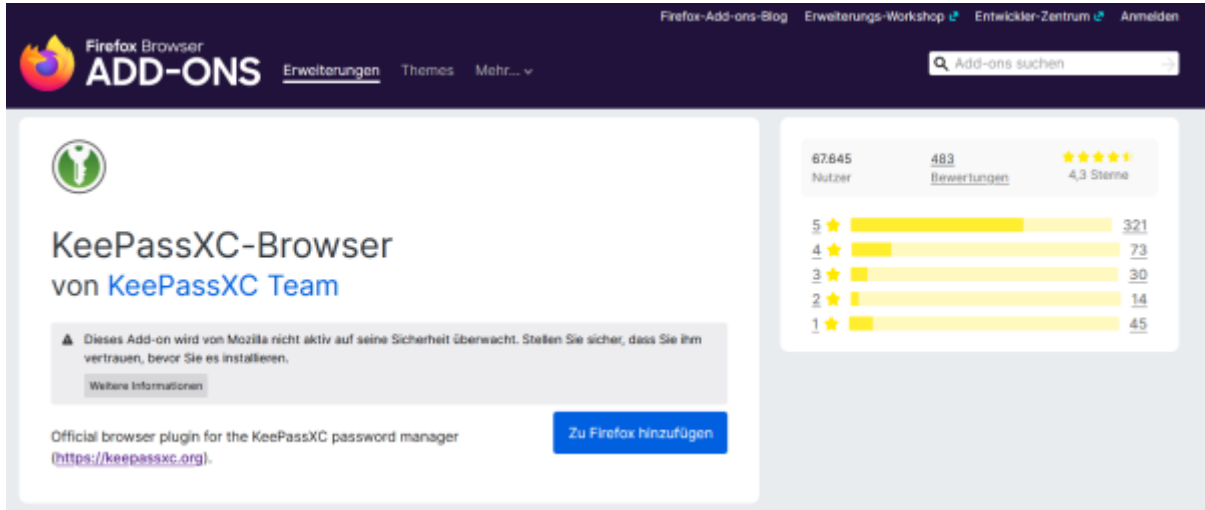 Firefox-Add-ons-Blog Erweiterungs-Workshop Entwickler-Zentrum Anmelden
Firefox Browser
ADD-ONS Erweiterungen Themes Mehr...
Add-ons suchen
KeePassXC-Browser
von KeePassXC Team
Dieses Add-on wird von Mozilla nicht aktiv auf seine Sicherheit überwacht. Stellen Sie sicher, dass Sie ihm
vertrauen, bevor Sie es installieren.
Weitere Informationen
Official browser plugin for the KeePassXC password manager
(https://keepassxc.org).
Zu Firefox hinzufügen
67.645 483
Nutzer Bewertungen 4,3 Sterne
5 321
4 73
3 30
2 14
1 45